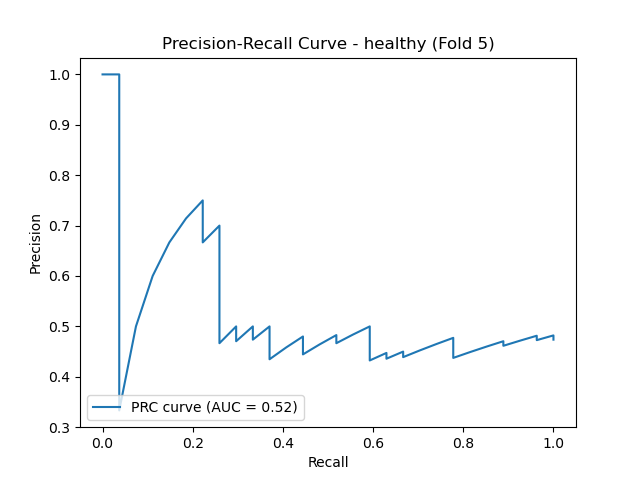 Precision-Recall Curve - healthy (Fold 5)
1.0
0.9
0.8
0.7
0.6
0.5
0.4
0.3
Precision
PRC curve (AUC = 0.52)
0.0 0.2 0.4 0.6 0.8 1.0
Recall